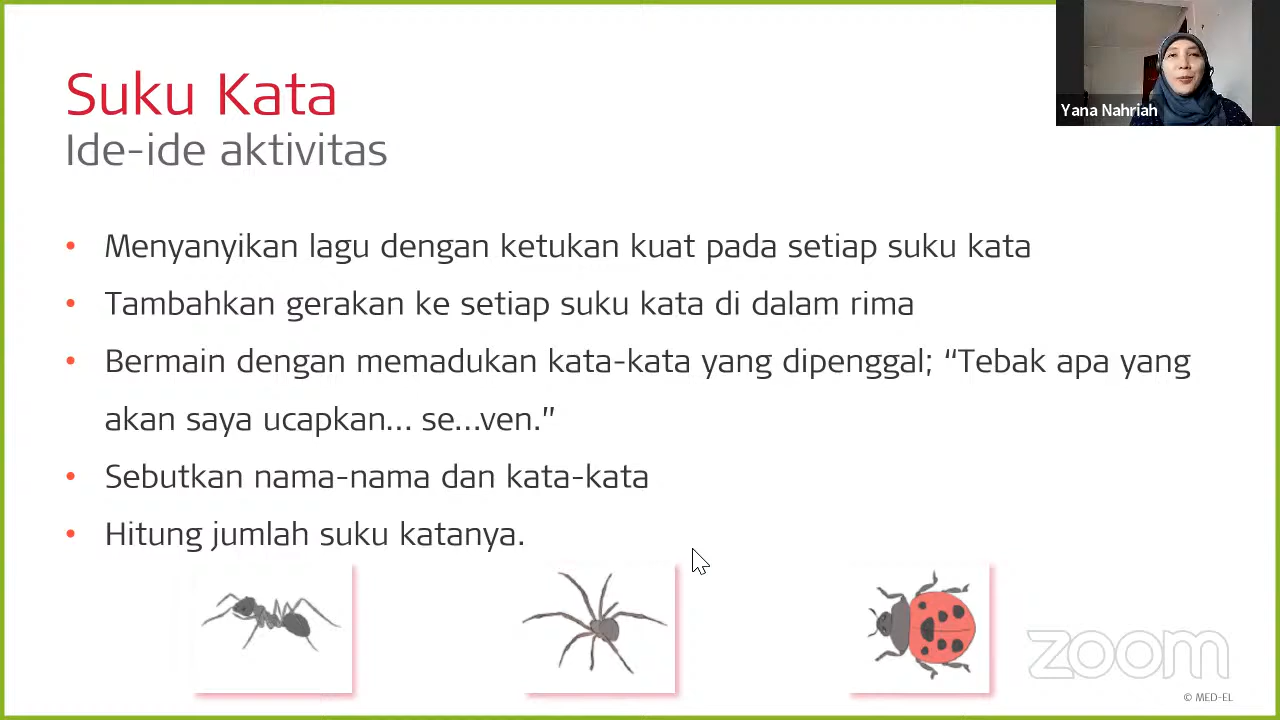 Suku Kata
Ide-ide aktivitas
Yana Nahriah
• Menyanyikan lagu dengan ketukan kuat pada setiap suku kata
• Tambahkan gerakan ke setiap suku kata di dalam rima
• Bermain dengan memadukan kata-kata yang dipenggal; “Tebak apa yang
akan saya ucapkan... se...ven.”
• Sebutkan nama-nama dan kata-kata
• Hitung jumlah suku katanya.
zoom
© MED-EL